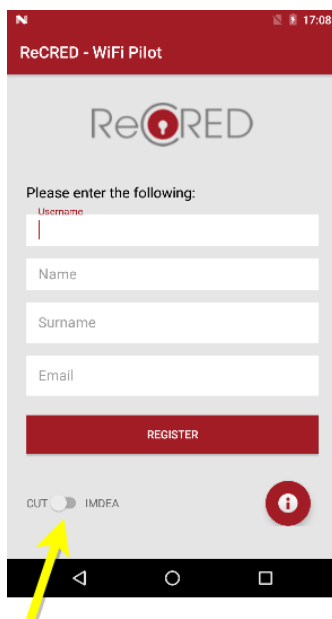 17:08
ReCRED - WiFi Pilot
ReCRED
Please enter the following:
Username
Name
Surname
Email
REGISTER
CUT IMDEA